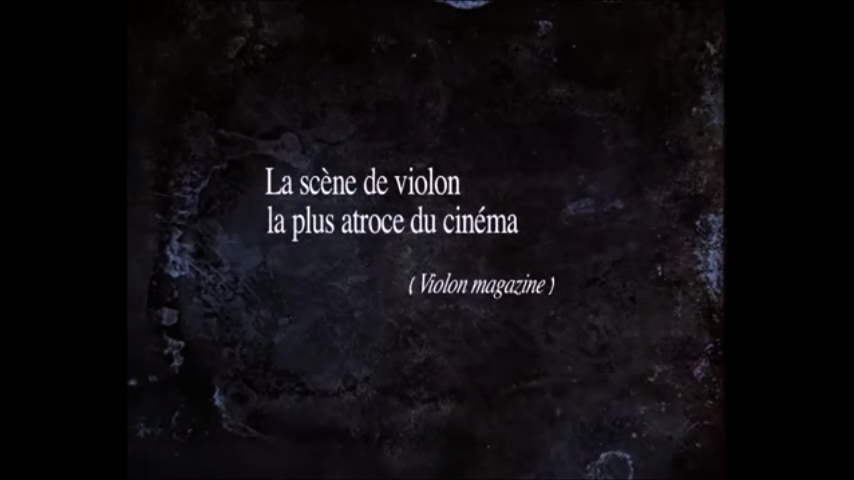 La scène de violon
la plus atroce du cinéma
( Violon magazine )